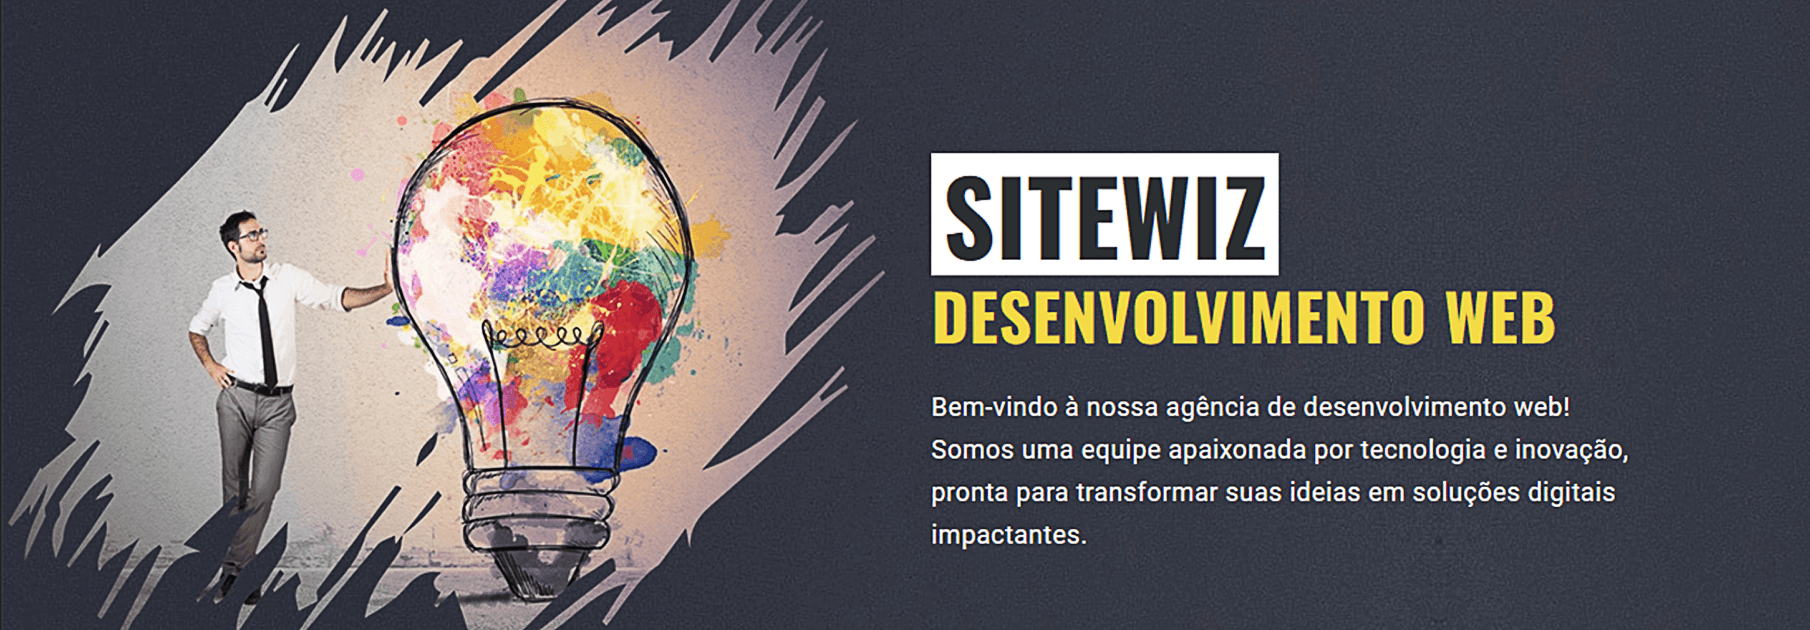 SITEWIZ
DESENVOLVIMENTO WEB
Bem-vindo à nossa agência de desenvolvimento web!
Somos uma equipe apaixonada por tecnologia e inovação,
pronta para transformar suas ideias em soluções digitais
impactantes.